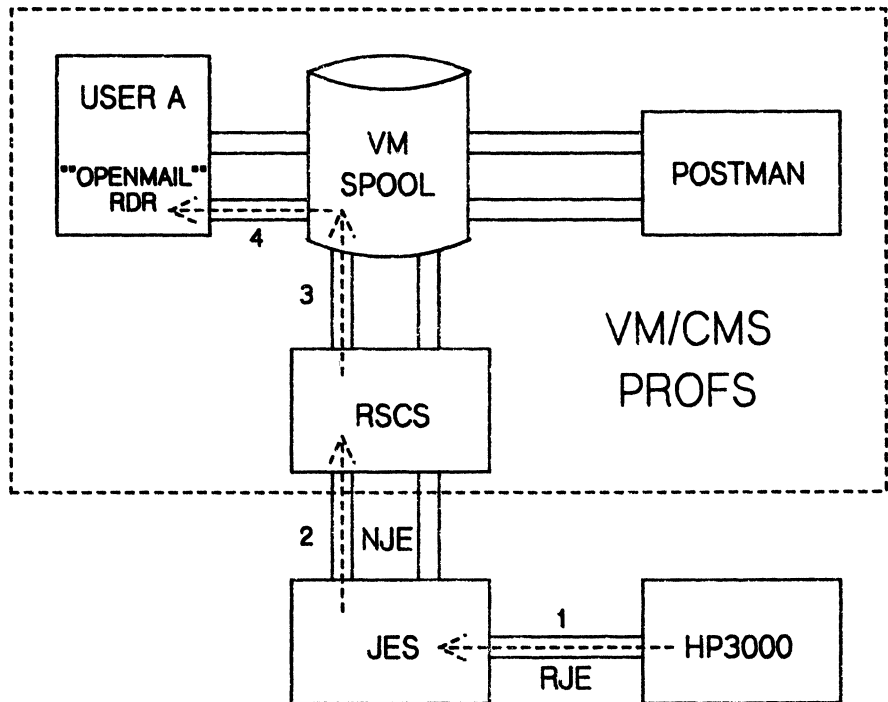 USER A
""OPENMAIL""
RDR
VM
SPOOL
POSTMAN
4
3
VM/CMS
PROFS
RSCS
2
NJE
JES
1
RJE
HP3000